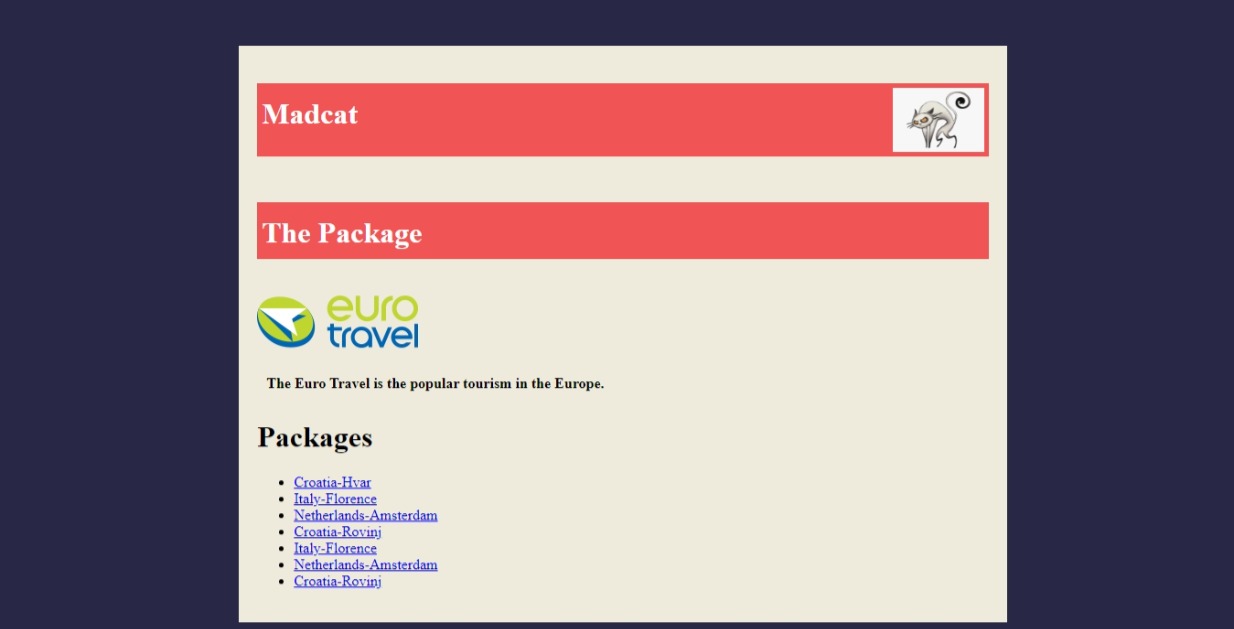 Madcat
The Package
euro
travel
The Euro Travel is the popular tourism in the Europe.
Packages
Croatia-Hvar
Italy-Florence
Netherlands-Amsterdam
Croatia-Rovinj
Italy-Florence
Netherlands-Amsterdam
Croatia-Rovinj